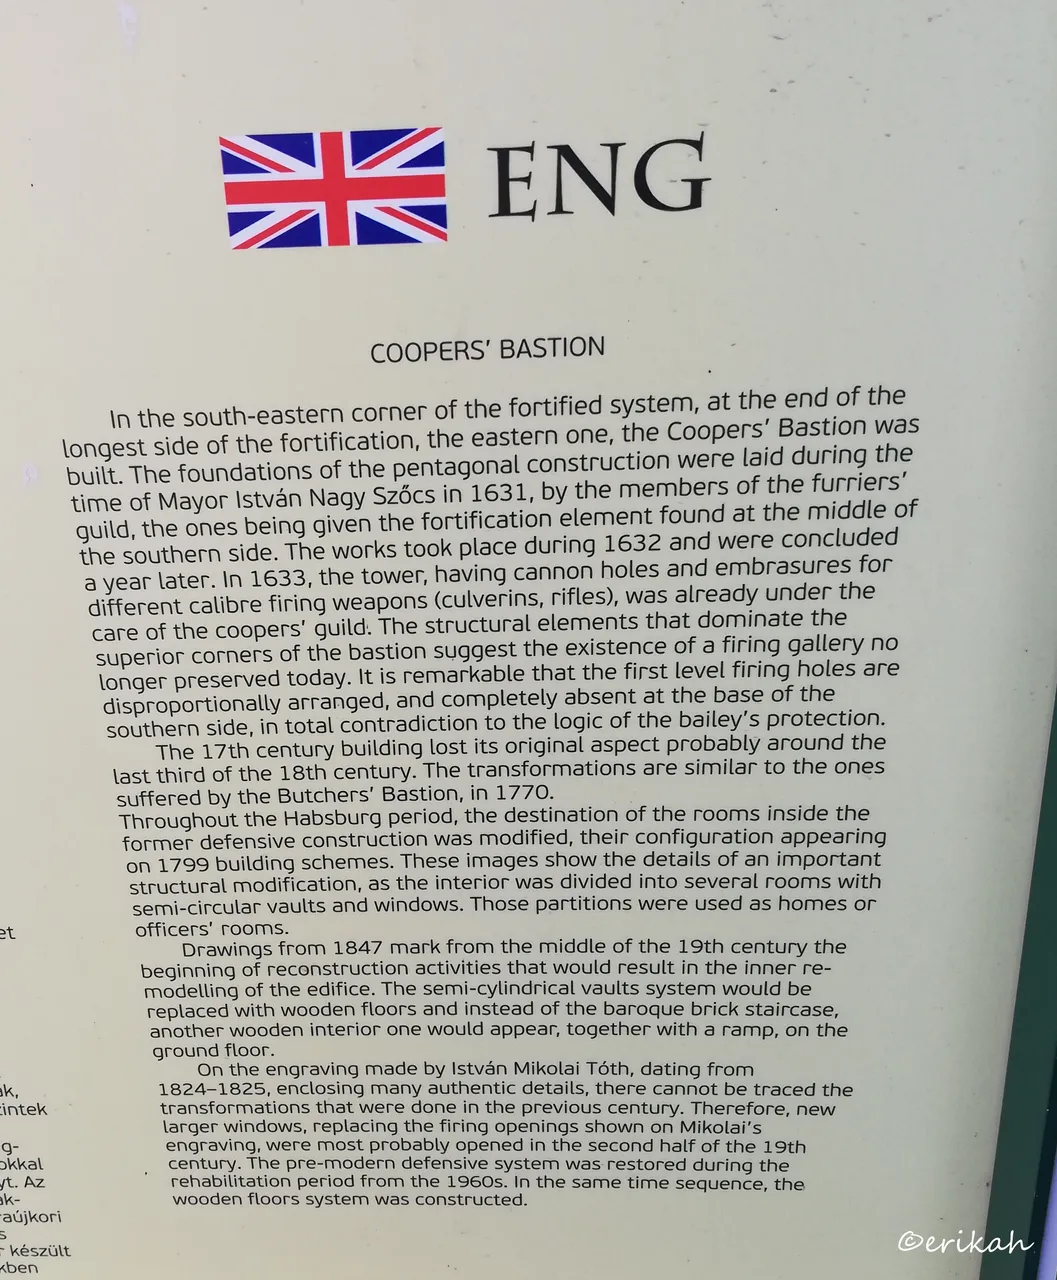 ENG
COOPERS' BASTION
In the south-eastern corner of the fortified system, at the end of the
longest side of the fortification, the eastern one, the Coopers' Bastion was
built. The foundations of the pentagonal construction were laid during the
time of Mayor István Nagy Szőcs in 1631, by the members of the furriers'
guild, the ones being given the fortification element found at the middle of
the southern side. The works took place during 1632 and were concluded
a year later. In 1633, the tower, having cannon holes and embrasures for
different calibre firing weapons (culverins, rifles), was already under the
care of the coopers' guild. The structural elements that dominate the
superior corners of the bastion suggest the existence of a firing gallery no
longer preserved today. It is remarkable that the first level firing holes are
disproportionally arranged, and completely absent at the base of the
southern side, in total contradiction to the logic of the bailey's protection.
The 17th century building lost its original aspect probably around the
last third of the 18th century. The transformations are similar to the ones
suffered by the Butchers' Bastion, in 1770.
Throughout the Habsburg period, the destination of the rooms inside the
former defensive construction was modified, their configuration appearing
on 1799 building schemes. These images show the details of an important
structural modification, as the interior was divided into several rooms with
semi-circular vaults and windows. Those partitions were used as homes or
officers' rooms.
Drawings from 1847 mark from the middle of the 19th century the
beginning of reconstruction activities that would result in the inner re-
modelling of the edifice. The semi-cylindrical vaults system would be
replaced with wooden floors and instead of the baroque brick staircase,
another wooden interior one would appear, together with a ramp, on the
ground floor.
On the engraving made by István Mikolai Tóth, dating from
1824–1825, enclosing many authentic details, there cannot be traced the
transformations that were done in the previous century. Therefore, new
larger windows, replacing the firing openings shown on Mikolai's
engraving, were most probably opened in the second half of the 19th
century. The pre-modern defensive system was restored during the
rehabilitation period from the 1960s. In the same time sequence, the
wooden floors system was constructed.
et
ak,
zintek
g-
okkal
yt. Az
ak-
raújkori
s
r készült
kben
©erikah